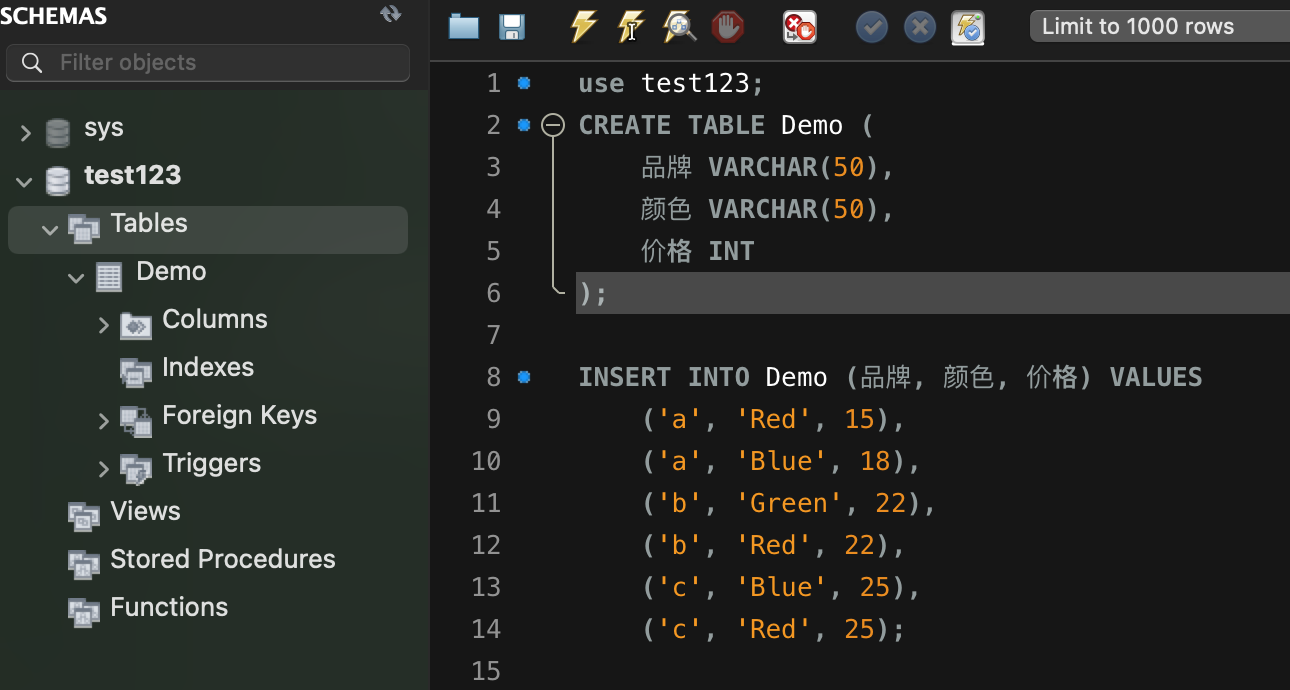 SCHEMAS
Filter objects
sys
test123
Tables
Demo
Columns
Indexes
Foreign Keys
Triggers
Views
Stored Procedures
Functions
Limit to 1000 rows
1 use test123;
2 CREATE TABLE Demo (
3 品牌 VARCHAR(50),
4 颜色 VARCHAR(50),
5 价格 INT
6 );
7
8 INSERT INTO Demo (品牌, 颜色, 价格) VALUES
9 ('a', 'Red', 15),
10 ('a', 'Blue', 18),
11 ('b', 'Green', 22),
12 ('b', 'Red', 22),
13 ('c', 'Blue', 25),
14 ('c', 'Red', 25);
15